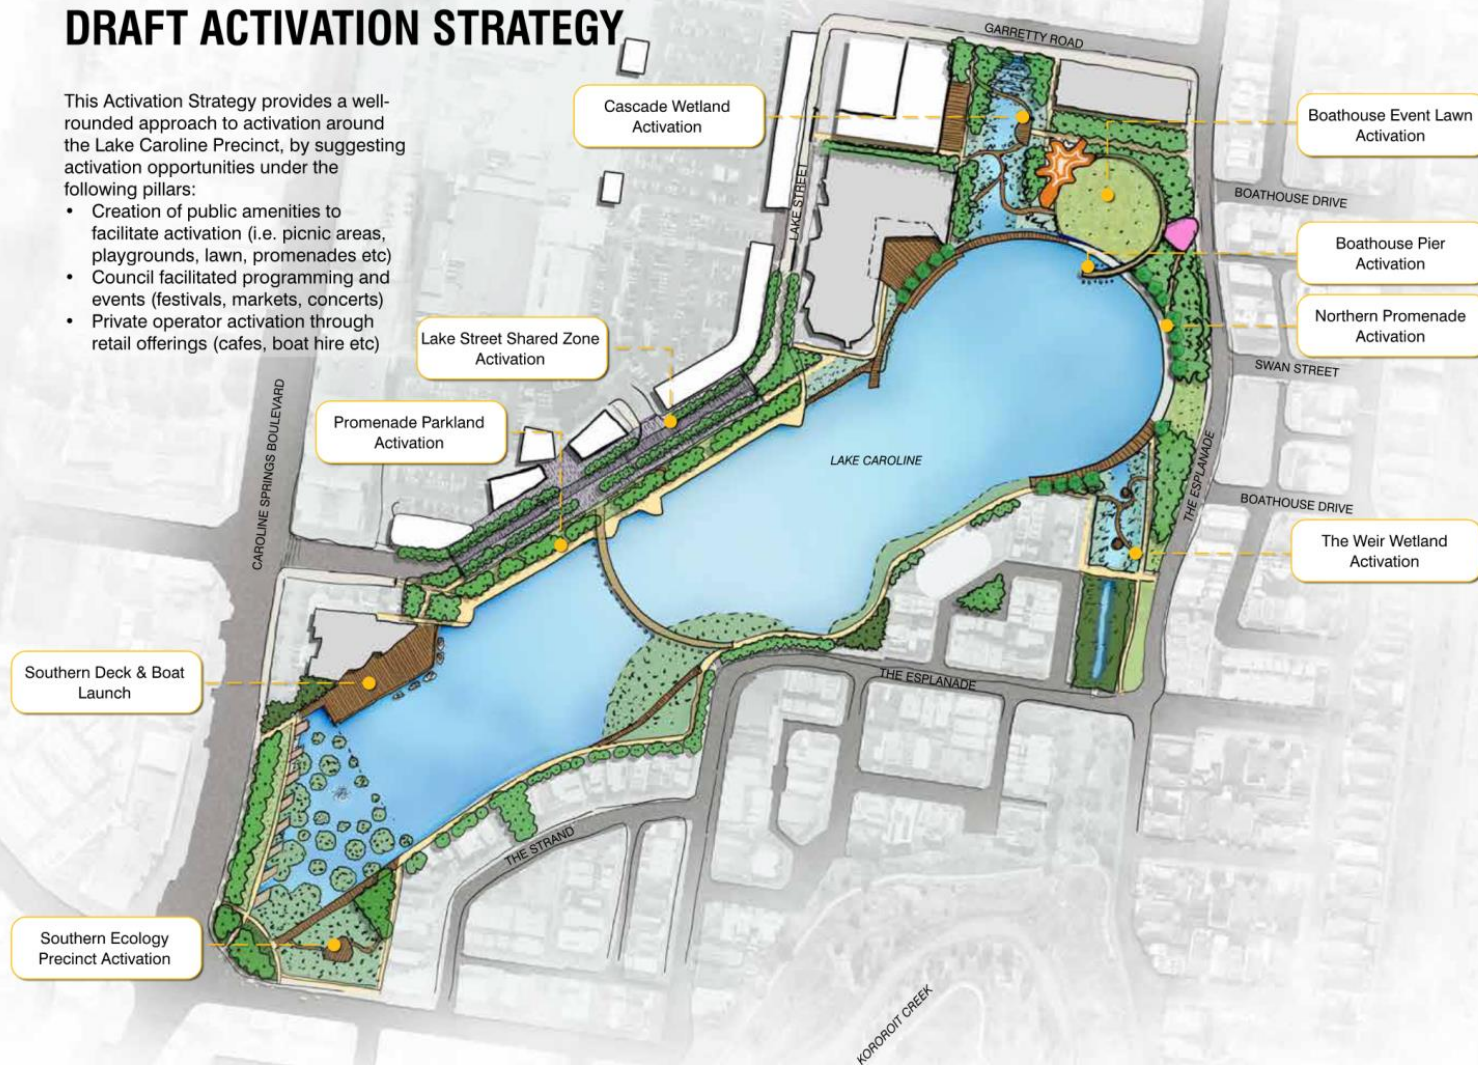 DRAFT ACTIVATION STRATEGY
This Activation Strategy provides a well-
rounded approach to activation around
the Lake Caroline Precinct, by suggesting
activation opportunities under the
following pillars:
• Creation of public amenities to
facilitate activation (i.e. picnic areas,
playgrounds, lawn, promenades etc)
• Council facilitated programming and
events (festivals, markets, concerts)
• Private operator activation through
retail offerings (cafes, boat hire etc)
GARRETTY ROAD
Cascade Wetland
Activation
Boathouse Event Lawn
Activation
LAKE STREET
BOATHOUSE DRIVE
Boathouse Pier
Activation
Northern Promenade
Activation
Lake Street Shared Zone
Activation
SWAN STREET
Promenade Parkland
Activation
CAROLINE SPRINGS BOULEVARD
LAKE CAROLINE
THE ESPLANADE
BOATHOUSE DRIVE
The Weir Wetland
Activation
Southern Deck & Boat
Launch
THE ESPLANADE
THE STRAND
Southern Ecology
Precinct Activation
KOROROIT CREEK